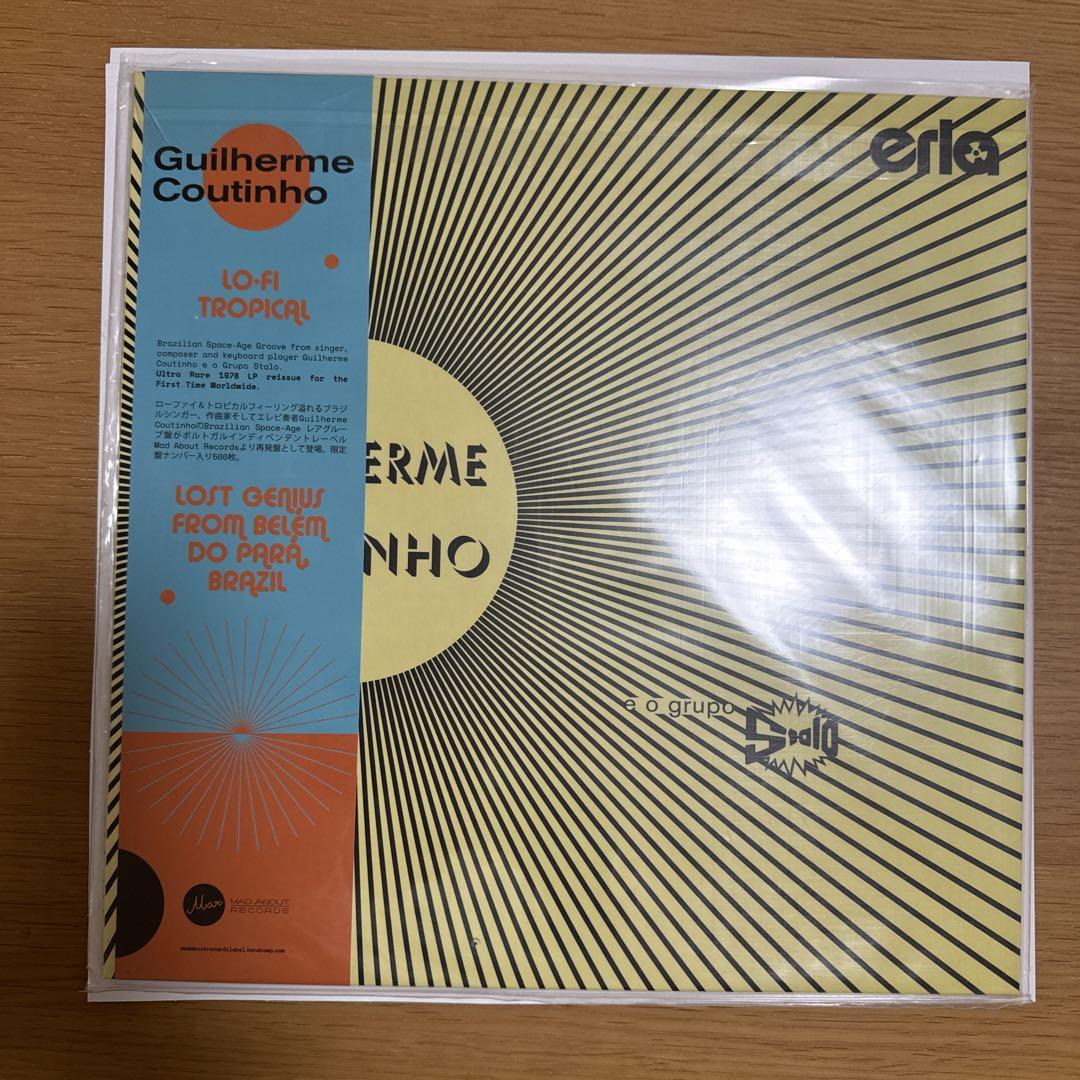 Guilherme
Coutinho
LO-FI
TROPICAL
Brazilian Space-Age Groove from singer,
composer and keyboard player Guilherme
Coutinho e o Grupo Stalo.
Ultra Rare 1978 LP reissue for the
First Time Worldwide.
ローファイ&トロピカルフィーリング溢れるブラジ
ルシンガー、作曲家そしてエレピ奏者Guilherme
CoutinhoのBrazilian Space-Age レアグルー
ブ盤がポルトガルインディペンデントレーベル
Mad About Recordsより再発盤として登場。限定
盤ナンバー入り500枚。
LOST GENIUS
FROM BELÉM
DO PARÁ,
BRAZIL
Mar
MAD ABOUT
RECORDS
madaboutrecordslabel.bandcamp.com
erla
ERME
NHO
e o grupo
Stalo